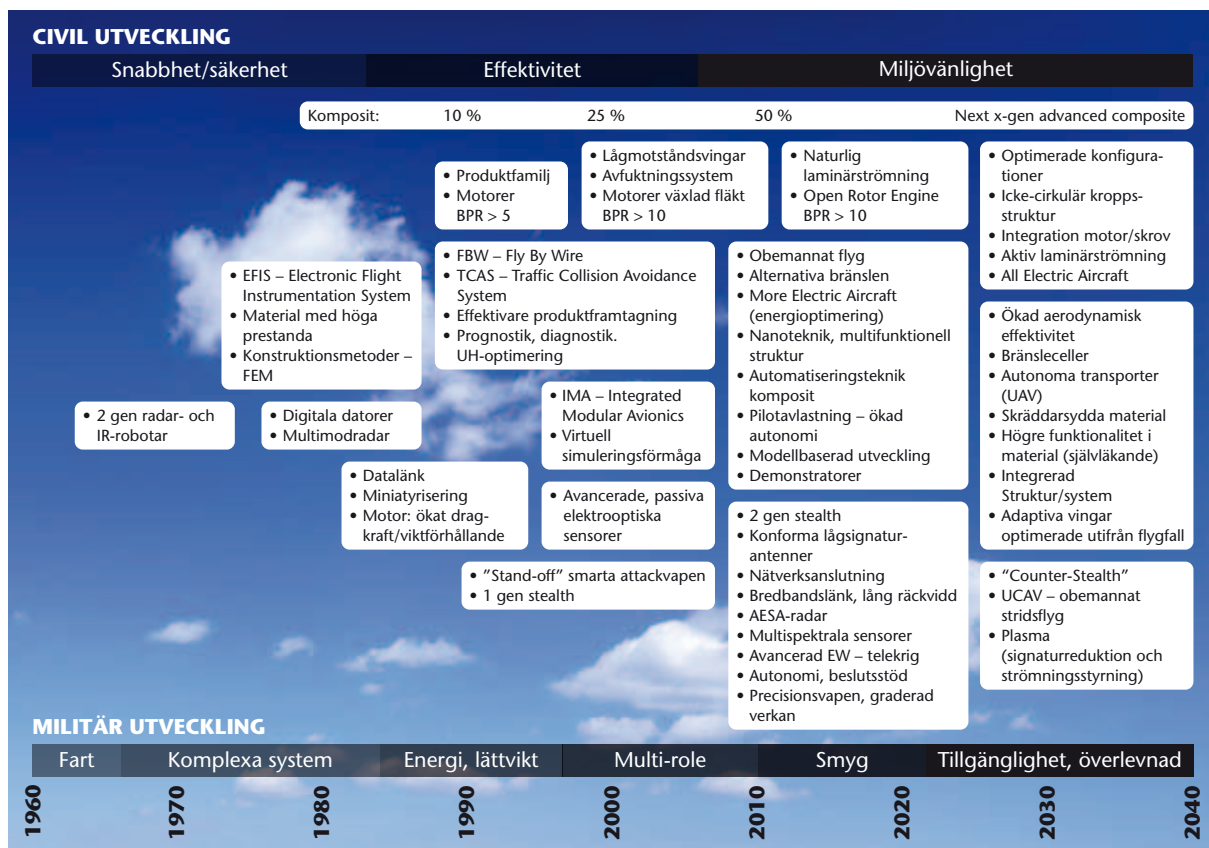 CIVIL UTVECKLING
Snabbhet/säkerhet
Effektivitet
Miljövänlighet
Komposit:
10 %
25 %
50 %
Next x-gen advanced composite
• Produktfamilj
• Motorer
BPR > 5
• Lågmotståndsvingar
• Avfuktningssystem
• Motorer växlad fläkt
BPR > 10
• Naturlig
laminärströmning
• Open Rotor Engine
BPR > 10
• Optimerade konfigura-
tioner
• Icke-cirkulär kropps-
struktur
• Integration motor/skrov
• Aktiv laminärströmning
• All Electric Aircraft
• EFIS – Electronic Flight
Instrumentation System
• Material med höga
prestanda
• Konstruktionsmetoder –
FEM
• FBW – Fly By Wire
• TCAS – Traffic Collision Avoidance
System
• Effektivare produktframtagning
• Prognostik, diagnostik.
UH-optimering
• Obemannat flyg
• Alternativa bränslen
• More Electric Aircraft
(energioptimering)
• Nanoteknik, multifunktionell
struktur
• Automatiseringsteknik
komposit
• Pilotavlastning – ökad
autonomi
• Modellbaserad utveckling
• Demonstratorer
• Ökad aerodynamisk
effektivitet
• Bränsleceller
• Autonoma transporter
(UAV)
• Skräddarsydda material
• Högre funktionalitet i
material (självläkande)
• Integrerad
Struktur/system
• Adaptiva vingar
optimerade utifrån flygfall
• 2 gen radar- och
IR-robotar
• Digitala datorer
• Multimodradar
• IMA – Integrated
Modular Avionics
• Virtuell
simuleringsförmåga
• Datalänk
• Miniatyrisering
• Motor: ökat drag-
kraft/viktförhållande
• Avancerade, passiva
elektrooptiska
sensorer
• ”Stand-off” smarta attackvapen
• 1 gen stealth
• 2 gen stealth
• Konforma lågsignatur-
antenner
• Nätverksanslutning
• Bredbandslänk, lång räckvidd
• AESA-radar
• Multispektrala sensorer
• Avancerad EW – telekrig
• Autonomi, beslutsstöd
• Precisionsvapen, graderad
verkan
• “Counter-Stealth”
• UCAV – obemannat
stridsflyg
• Plasma
(signaturreduktion och
strömningsstyrning)
MILITÄR UTVECKLING
Fart
Komplexa system
Energi, lättvikt
Multi-role
Smyg
Tillgänglighet, överlevnad
1960
1970
1980
1990
2000
2010
2020
2030
2040